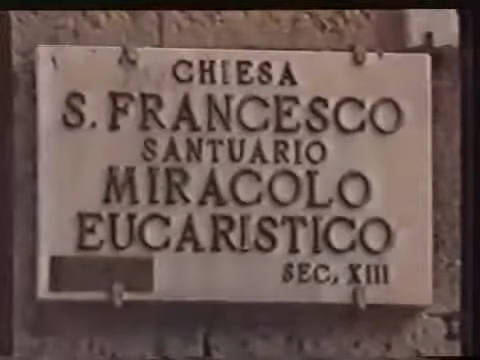 CHIESA
S. FRANCESCO
SANTUARIO
MIRACOLO
EUCARISTICO
SEC. XIII